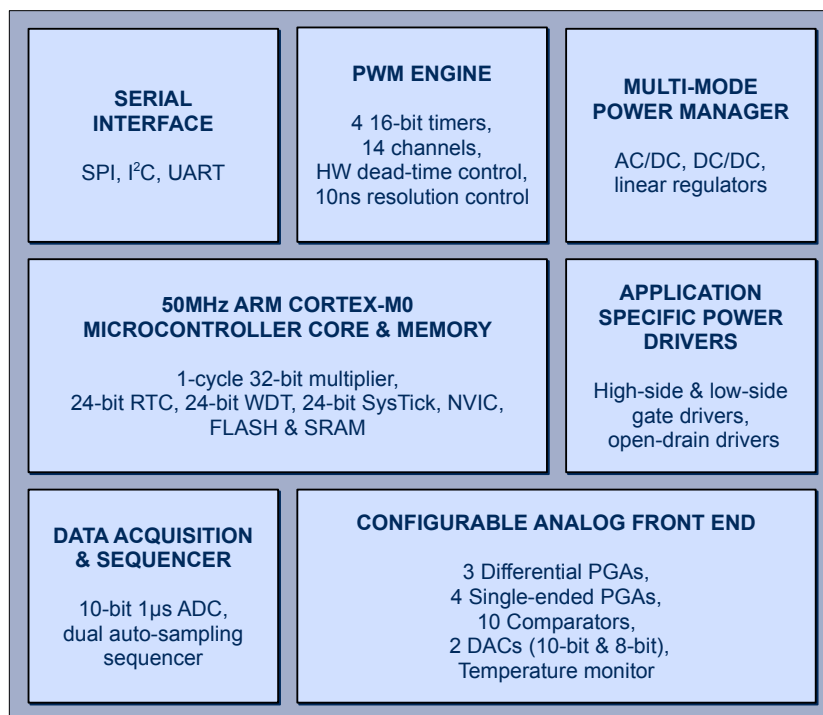 SERIAL
INTERFACE
SPI, I²C, UART
PWM ENGINE
4 16-bit timers,
14 channels,
HW dead-time control,
10ns resolution control
MULTI-MODE
POWER MANAGER
AC/DC, DC/DC,
linear regulators
50MHz ARM CORTEX-M0
MICROCONTROLLER CORE & MEMORY
1-cycle 32-bit multiplier,
24-bit RTC, 24-bit WDT, 24-bit SysTick, NVIC,
FLASH & SRAM
APPLICATION
SPECIFIC POWER
DRIVERS
High-side & low-side
gate drivers,
open-drain drivers
DATA ACQUISITION
& SEQUENCER
10-bit 1μs ADC,
dual auto-sampling
sequencer
CONFIGURABLE ANALOG FRONT END
3 Differential PGAs,
4 Single-ended PGAs,
10 Comparators,
2 DACs (10-bit & 8-bit),
Temperature monitor